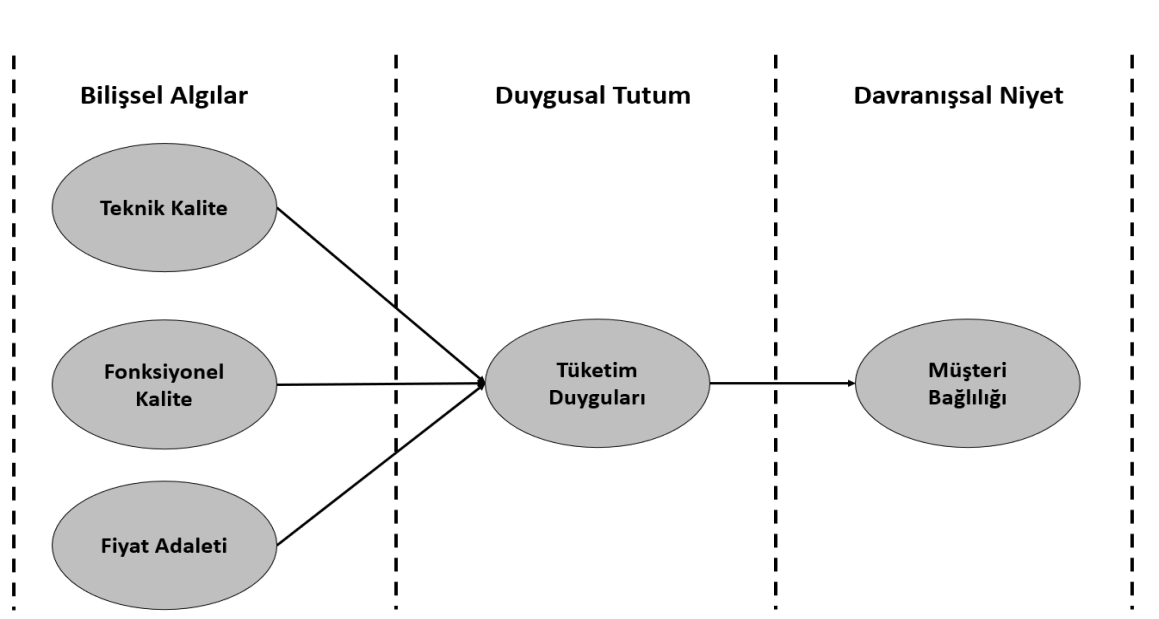 Bilişsel Algılar
Duygusal Tutum
Davranışsal Niyet
Teknik Kalite
Fonksiyonel
Kalite
Fiyat Adaleti
Tüketim
Duyguları
Müşteri
Bağlılığı